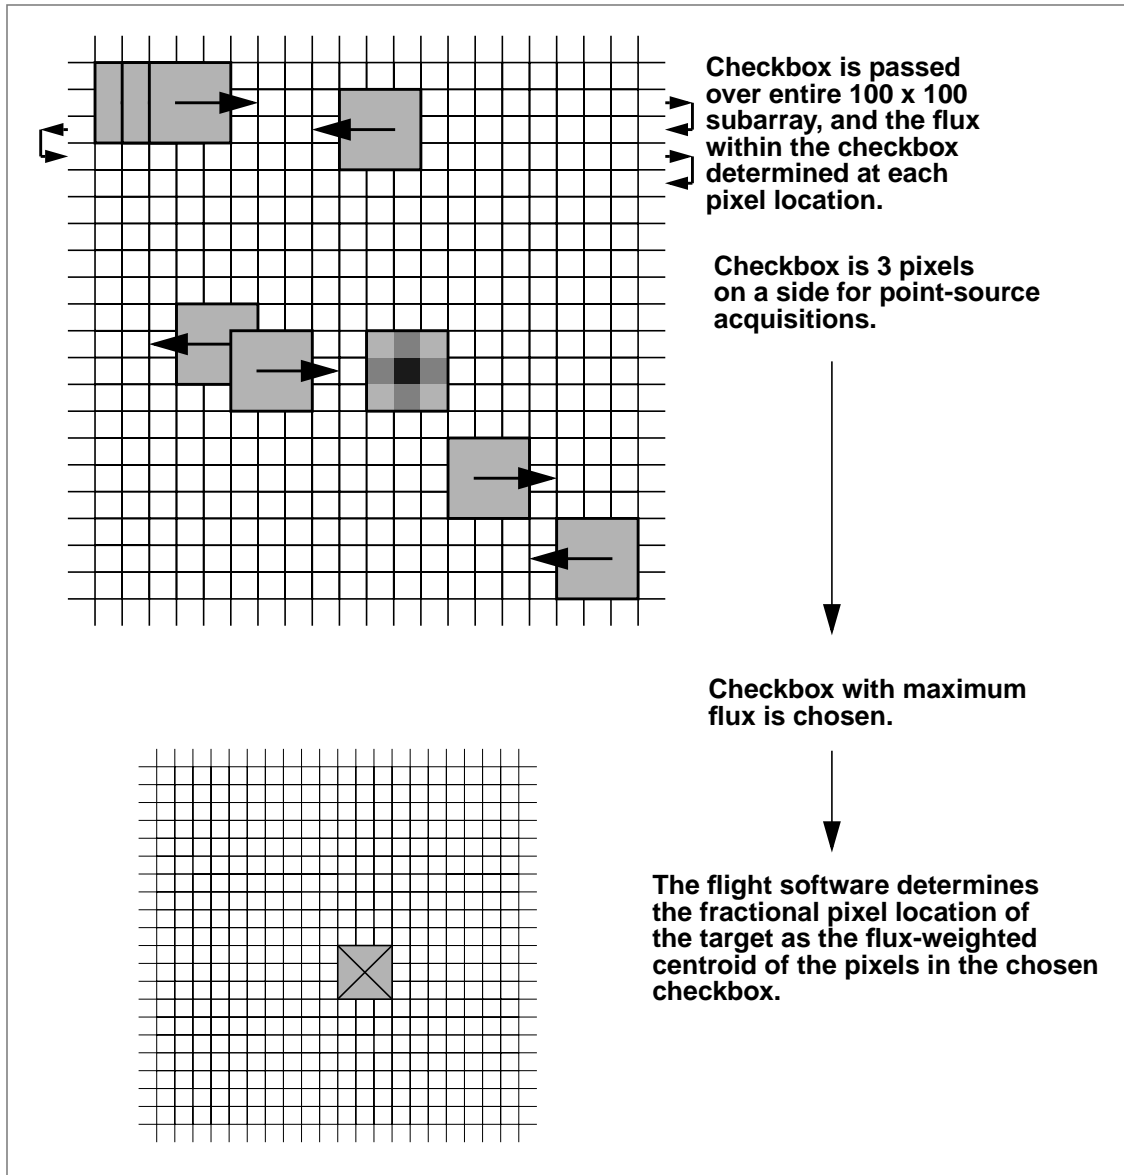 Checkbox is passed
over entire 100 x 100
subarray, and the flux
within the checkbox
determined at each
pixel location.
Checkbox is 3 pixels
on a side for point-source
acquisitions.
Checkbox with maximum
flux is chosen.
The flight software determines
the fractional pixel location of
the target as the flux-weighted
centroid of the pixels in the chosen
checkbox.